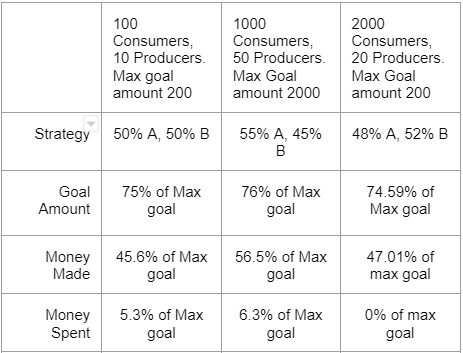 100
Consumers,
10 Producers.
Max goal
amount 200
1000
Consumers,
50 Producers.
Max Goal
amount 2000
2000
Consumers,
20 Producers.
Max Goal
amount 200
Strategy
50% A, 50% B
55% A, 45%
B
48% A, 52% B
Goal
Amount
75% of Max
goal
76% of Max
goal
74.59% of
Max goal
Money
Made
45.6% of Max
goal
56.5% of Max
goal
47.01% of
max goal
Money
Spent
5.3% of Max
goal
6.3% of Max
goal
0% of max
goal